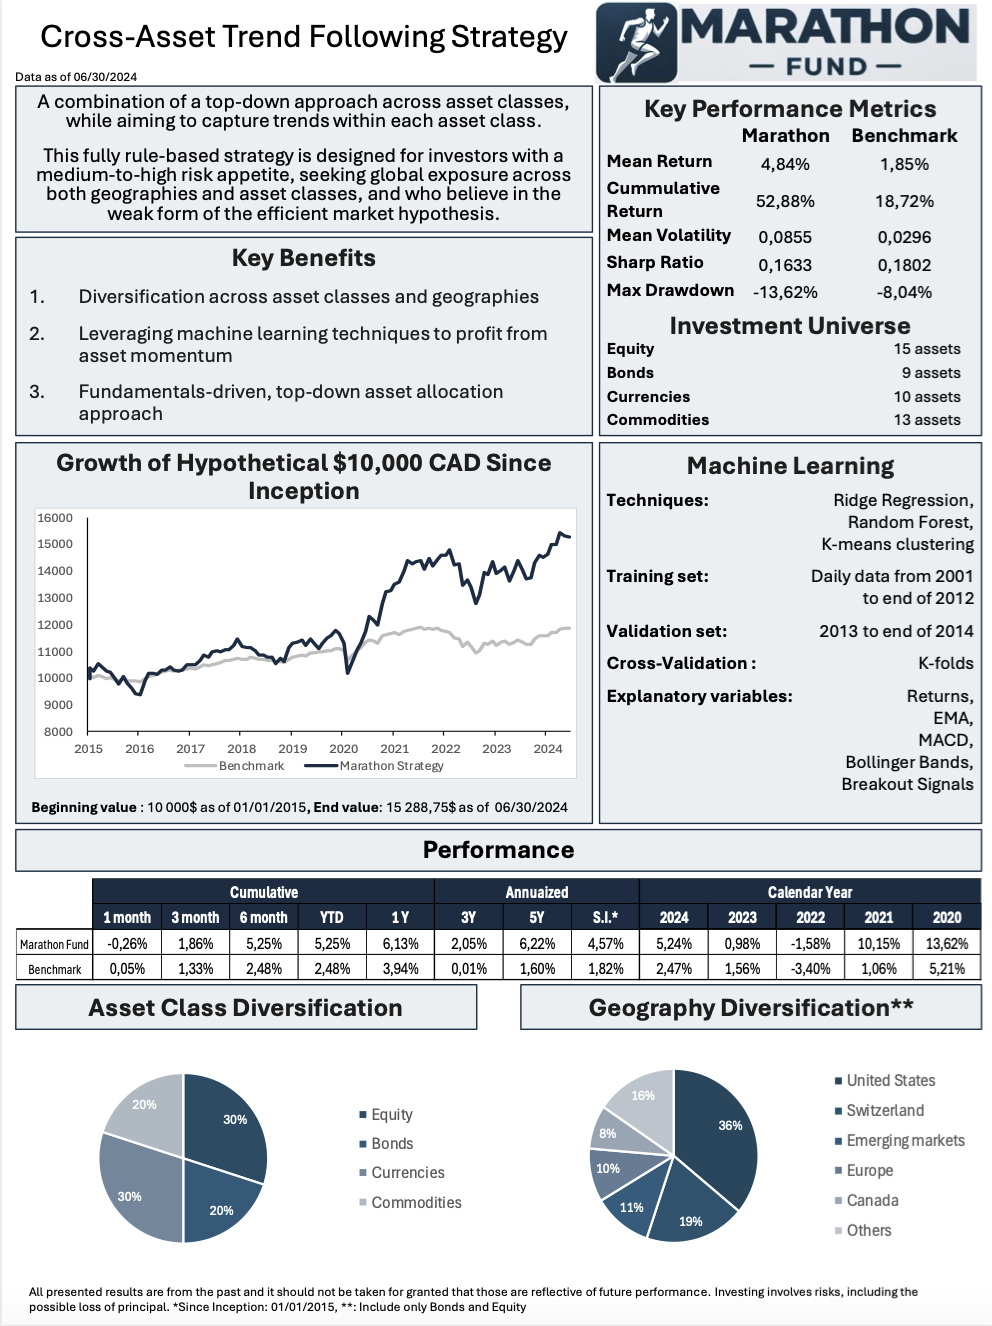 Cross-Asset Trend Following Strategy
MARATHON
— FUND —
Data as of 06/30/2024
A combination of a top-down approach across asset classes,
while aiming to capture trends within each asset class.
This fully rule-based strategy is designed for investors with a
medium-to-high risk appetite, seeking global exposure across
both geographies and asset classes, and who believe in the
weak form of the efficient market hypothesis.
Key Benefits
1. Diversification across asset classes and geographies
2. Leveraging machine learning techniques to profit from
asset momentum
3. Fundamentals-driven, top-down asset allocation
approach
Key Performance Metrics
Marathon Benchmark
Mean Return 4,84% 1,85%
Cummulative
Return 52,88% 18,72%
Mean Volatility 0,0855 0,0296
Sharp Ratio 0,1633 0,1802
Max Drawdown -13,62% -8,04%
Investment Universe
Equity 15 assets
Bonds 9 assets
Currencies 10 assets
Commodities 13 assets
Growth of Hypothetical $10,000 CAD Since
Inception
16000
15000
14000
13000
12000
11000
10000
9000
8000
2015 2016 2017 2018 2019 2020 2021 2022 2023 2024
Benchmark Marathon Strategy
Beginning value : 10 000$ as of 01/01/2015, End value: 15 288,75$ as of 06/30/2024
Machine Learning
Techniques: Ridge Regression,
Random Forest,
K-means clustering
Training set: Daily data from 2001
to end of 2012
Validation set: 2013 to end of 2014
Cross-Validation : K-folds
Explanatory variables: Returns,
EMA,
MACD,
Bollinger Bands,
Breakout Signals
Performance
Cumulative Annuaized Calendar Year
1 month 3 month 6 month YTD 1 Y 3Y 5Y S.I.* 2024 2023 2022 2021 2020
Marathon Fund -0,26% 1,86% 5,25% 5,25% 6,13% 2,05% 6,22% 4,57% 5,24% 0,98% -1,58% 10,15% 13,62%
Benchmark 0,05% 1,33% 2,48% 2,48% 3,94% 0,01% 1,60% 1,82% 2,47% 1,56% -3,40% 1,06% 5,21%
Asset Class Diversification
20%
30%
30%
20%
Equity
Bonds
Currencies
Commodities
Geography Diversification**
16%
36%
8%
10%
11%
19%
United States
Switzerland
Emerging markets
Europe
Canada
Others
All presented results are from the past and it should not be taken for granted that those are reflective of future performance. Investing involves risks, including the
possible loss of principal. *Since Inception: 01/01/2015, **: Include only Bonds and Equity